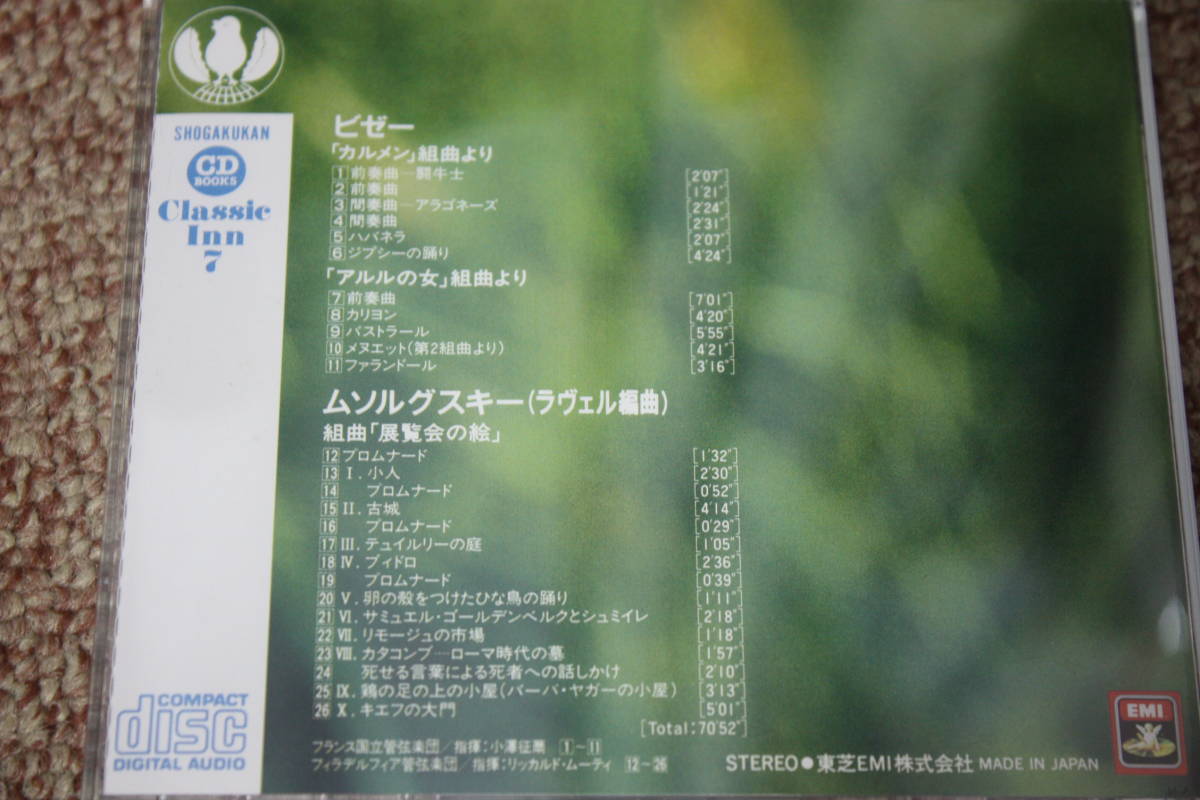 SHOGAKUKAN
CD
BOOKS
Classic
Inn
7
ビゼー
「カルメン」組曲より
1 前奏曲―闘牛士 [2'07"]
2 前奏曲 [1'21"]
3 間奏曲―アラゴネーズ [2'24"]
4 間奏曲 [2'31"]
5 ハバネラ [2'07"]
6 ジプシーの踊り [4'24"]
「アルルの女」組曲より
7 前奏曲 [7'01"]
8 カリヨン [4'20"]
9 パストラール [5'55"]
10 メヌエット(第2組曲より) [4'21"]
11 ファランドール [3'16"]
ムソルグスキー(ラヴェル編曲)
組曲「展覧会の絵」
12 プロムナード [1'32"]
13 I. 小人 [2'30"]
14 プロムナード [0'52"]
15 II. 古城 [4'14"]
16 プロムナード [0'29"]
17 III. テュイルリーの庭 [1'05"]
18 IV. ブィドロ [2'36"]
19 プロムナード [0'39"]
20 V. 卵の殻をつけたひな鳥の踊り [1'11"]
21 VI. サミュエル・ゴールデンベルクとシュミイレ [2'18"]
22 VII. リモージュの市場 [1'18"]
23 VIII. カタコンブ―ローマ時代の墓 [1'57"]
24 死せる言葉による死者への話しかけ [2'10"]
25 IX. 鶏の足の上の小屋(バーバ・ヤガーの小屋) [3'13"]
26 X. キエフの大門 [5'01"]
[Total:70'52"]
フランス国立管弦楽団/指揮:小澤征爾 1~11
フィラデルフィア管弦楽団/指揮:リッカルド・ムーティ 12~26
STEREO●東芝EMI株式会社 MADE IN JAPAN
COMPACT
disc
DIGITAL AUDIO
EMI